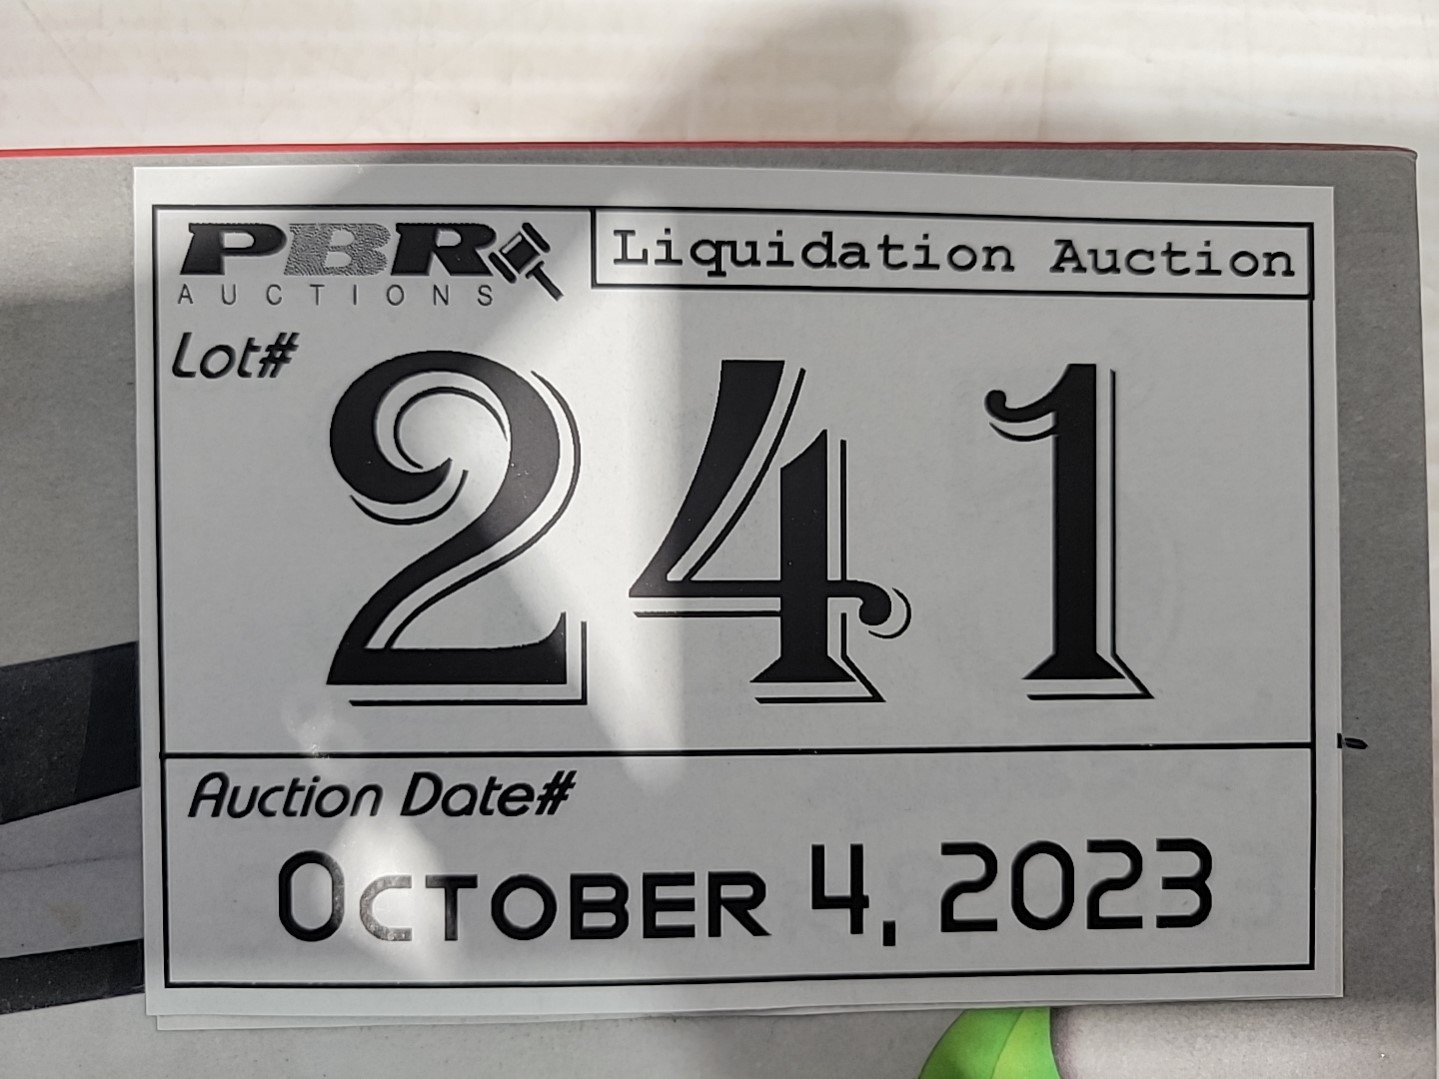 PBR
AUCTIONS
Liquidation Auction
Lot#
241
Auction Date#
OCTOBER 4, 2023